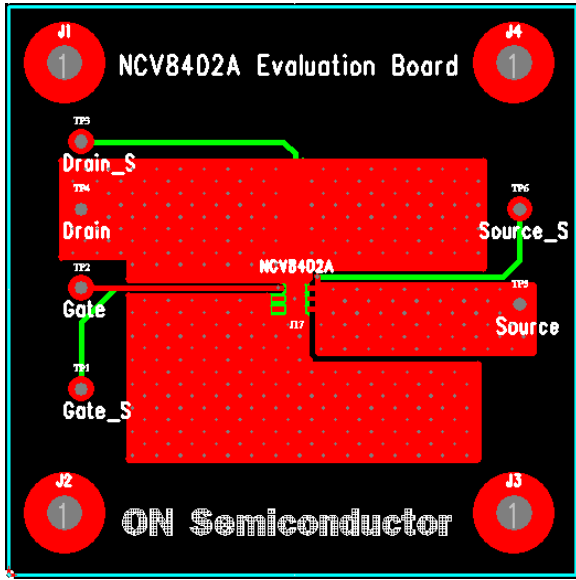 J1
J4
1
NCV8402A Evaluation Board
1
TP3
Drain_S
TP4
TP6
Drain
Source_S
TP2
NCV8402A
Gate
TP5
J17
Source
TP1
Gate_S
J2
J3
1
ON Semiconductor
1